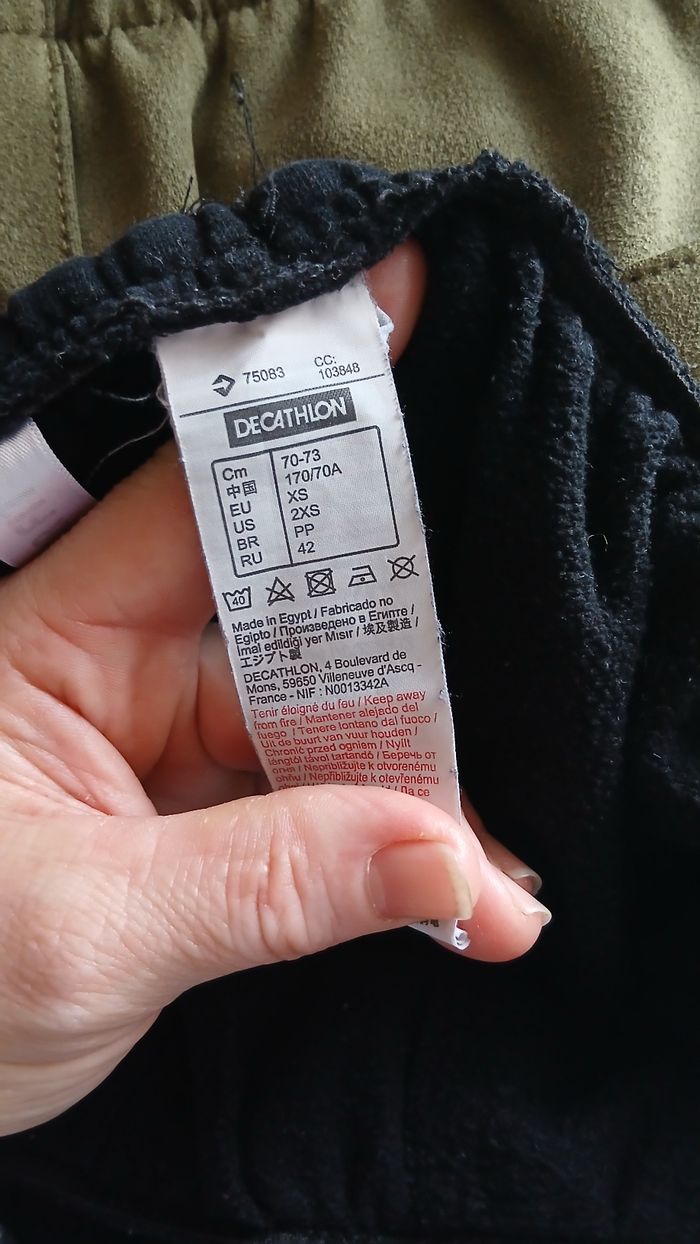 75083 CC: 103848
DECATHLON
Cm 70-73
中国 170/70A
EU XS
US 2XS
BR PP
RU 42
40
Made in Egypt / Fabricado no
Egipto / Произведено в Египте /
Imal edildiği yer Mısır / 埃及製造 /
エジプト製
DECATHLON, 4 Boulevard de
Mons, 59650 Villeneuve d'Ascq -
France - NIF : N0013342A
Tenir éloigné du feu / Keep away
from fire / Mantener alejado del
fuego / Tenere lontano dal fuoco /
Uit de buurt van vuur houden /
Chronić przed ogniem / Nyílt
lángtól távol tartandó / Беречь от
огня / Nepribližujte k otvorenému
ohňu / Nepřibližujte k otevřenému